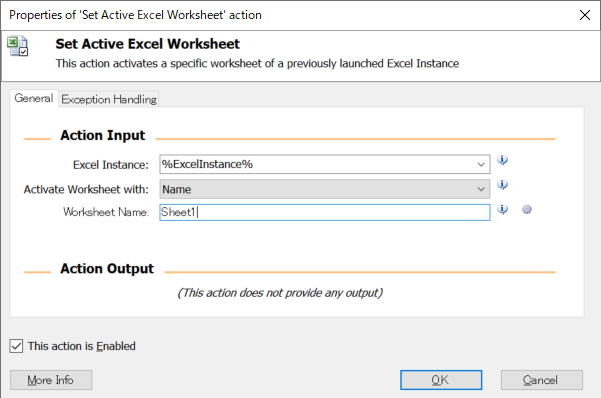 Properties of 'Set Active Excel Worksheet' action
Set Active Excel Worksheet
This action activates a specific worksheet of a previously launched Excel Instance
General Exception Handling
Action Input
Excel Instance: %ExcelInstance%
Activate Worksheet with: Name
Worksheet Name: Sheet1
Action Output
(This action does not provide any output)
This action is Enabled
More Info OK Cancel